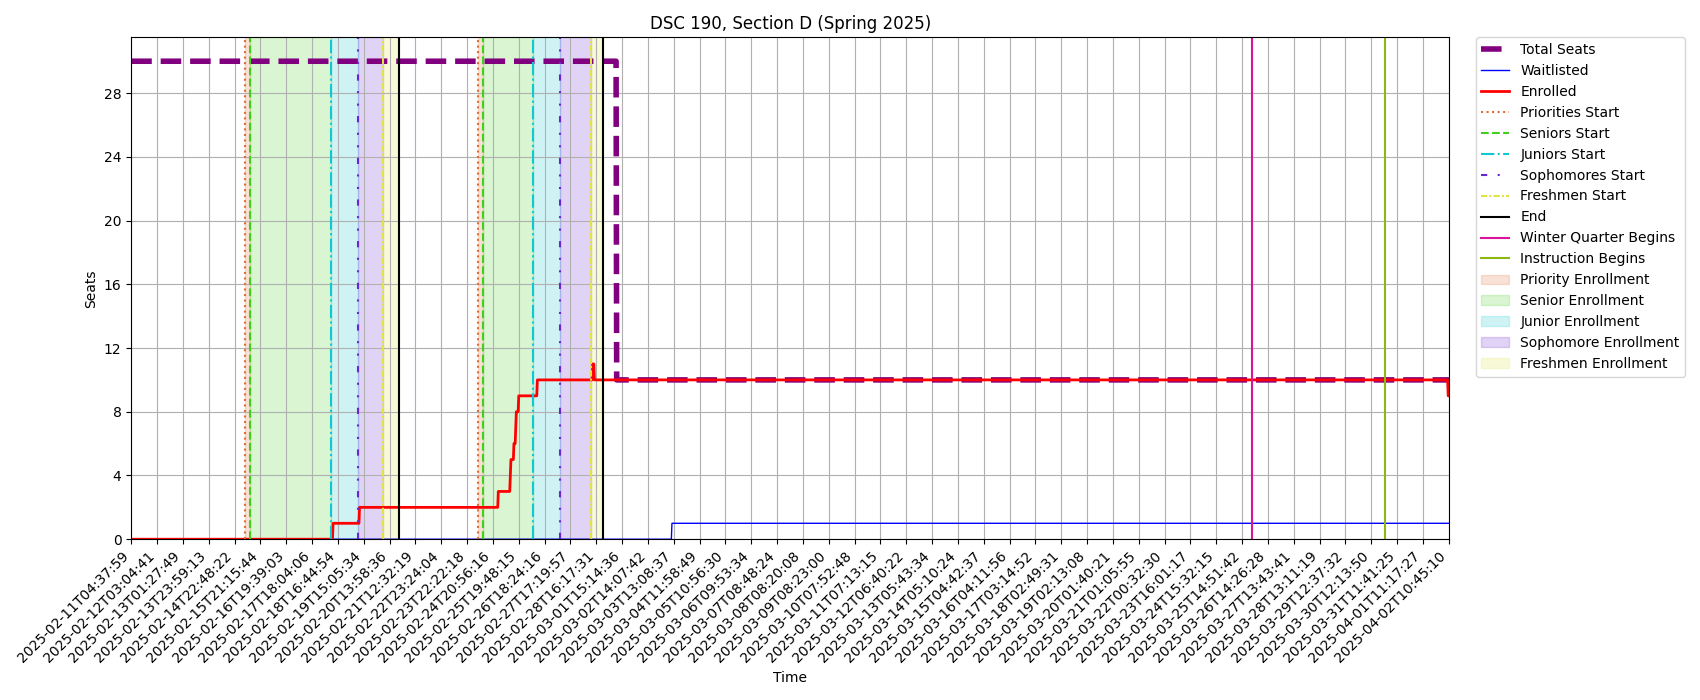 DSC 190, Section D (Spring 2025)
Total Seats
Waitlisted
Enrolled
Priorities Start
Seniors Start
Juniors Start
Sophomores Start
Freshmen Start
End
Winter Quarter Begins
Instruction Begins
Priority Enrollment
Senior Enrollment
Junior Enrollment
Sophomore Enrollment
Freshmen Enrollment
Seats
28
24
20
16
12
8
4
0
2025-02-11T04:37:59
2025-02-12T03:04:41
2025-02-13T01:27:49
2025-02-13T23:59:13
2025-02-14T22:48:22
2025-02-15T21:15:44
2025-02-16T19:39:03
2025-02-17T18:04:06
2025-02-18T16:44:54
2025-02-19T15:05:34
2025-02-20T13:58:36
2025-02-21T12:32:19
2025-02-22T23:24:04
2025-02-23T22:22:18
2025-02-24T20:56:16
2025-02-25T19:48:15
2025-02-26T18:24:16
2025-02-27T17:19:57
2025-02-28T16:17:31
2025-03-01T15:14:36
2025-03-02T14:07:42
2025-03-03T13:08:37
2025-03-04T11:58:49
2025-03-05T10:56:30
2025-03-06T09:53:34
2025-03-07T08:48:24
2025-03-08T08:20:08
2025-03-09T08:23:00
2025-03-10T07:52:48
2025-03-11T07:13:15
2025-03-12T06:40:22
2025-03-13T05:43:34
2025-03-14T05:10:24
2025-03-15T04:42:37
2025-03-16T04:11:56
2025-03-17T03:14:52
2025-03-18T02:49:31
2025-03-19T02:13:08
2025-03-20T01:40:21
2025-03-21T01:05:55
2025-03-22T00:32:30
2025-03-23T16:01:17
2025-03-24T15:32:15
2025-03-25T14:51:42
2025-03-26T14:26:28
2025-03-27T13:43:41
2025-03-28T13:11:19
2025-03-29T12:37:32
2025-03-30T12:13:50
2025-03-31T11:41:25
2025-04-01T11:17:27
2025-04-02T10:45:10
Time